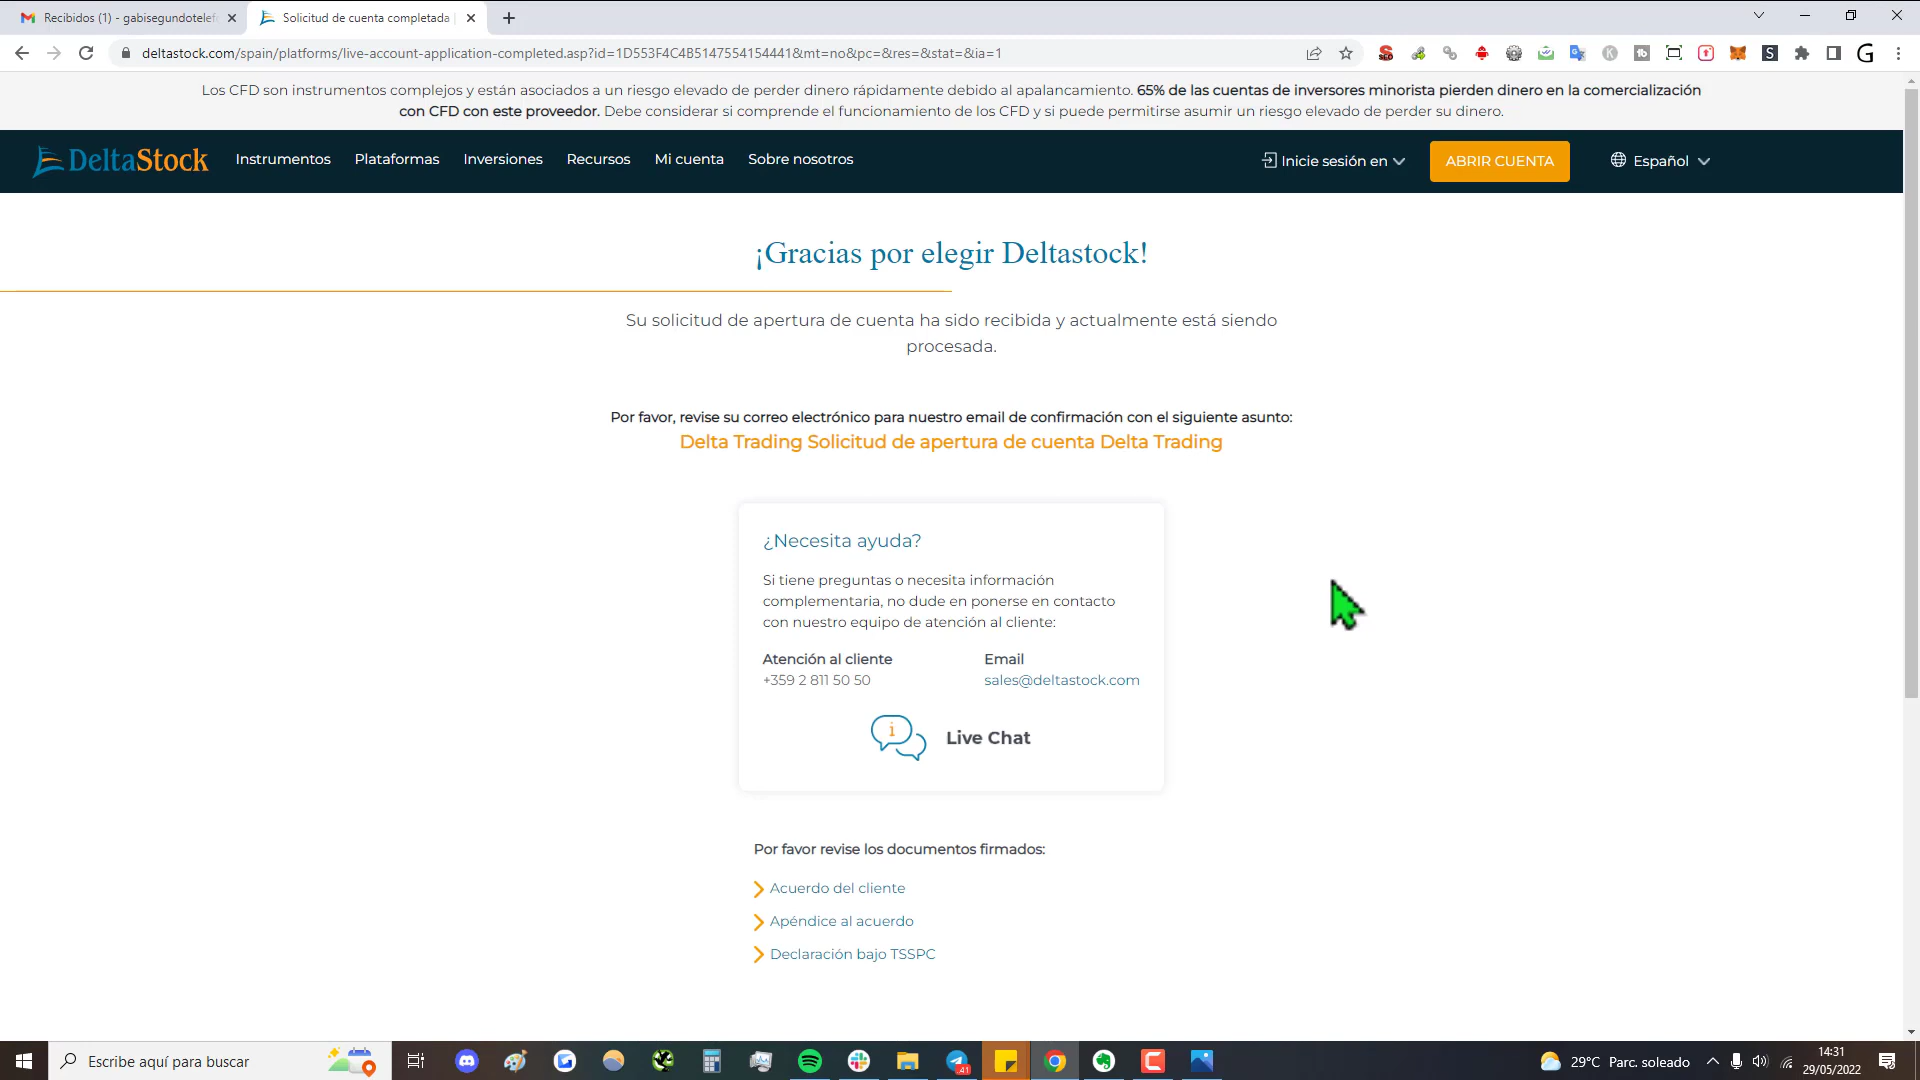 Recibidos (1) - gabisegundotelef
Solicitud de cuenta completada
deltastock.com/spain/platforms/live-account-application-completed.asp?id=1D553F4C4B5147554154441&mt=no&pc=&res=&stat=&ia=1
Los CFD son instrumentos complejos y están asociados a un riesgo elevado de perder dinero rápidamente debido al apalancamiento. 65% de las cuentas de inversores minorista pierden dinero en la comercialización
con CFD con este proveedor. Debe considerar si comprende el funcionamiento de los CFD y si puede permitirse asumir un riesgo elevado de perder su dinero.
DeltaStock Instrumentos Plataformas Inversiones Recursos Mi cuenta Sobre nosotros Inicie sesión en ABRIR CUENTA Español
¡Gracias por elegir Deltastock!
Su solicitud de apertura de cuenta ha sido recibida y actualmente está siendo
procesada.
Por favor, revise su correo electrónico para nuestro email de confirmación con el siguiente asunto:
Delta Trading Solicitud de apertura de cuenta Delta Trading
¿Necesita ayuda?
Si tiene preguntas o necesita información
complementaria, no dude en ponerse en contacto
con nuestro equipo de atención al cliente:
Atención al cliente Email
+359 2 811 50 50 sales@deltastock.com
Live Chat
Por favor revise los documentos firmados:
Acuerdo del cliente
Apéndice al acuerdo
Declaración bajo TSSPC
Escribe aquí para buscar
41
29°C Parc. soleado
14:31
29/05/2022